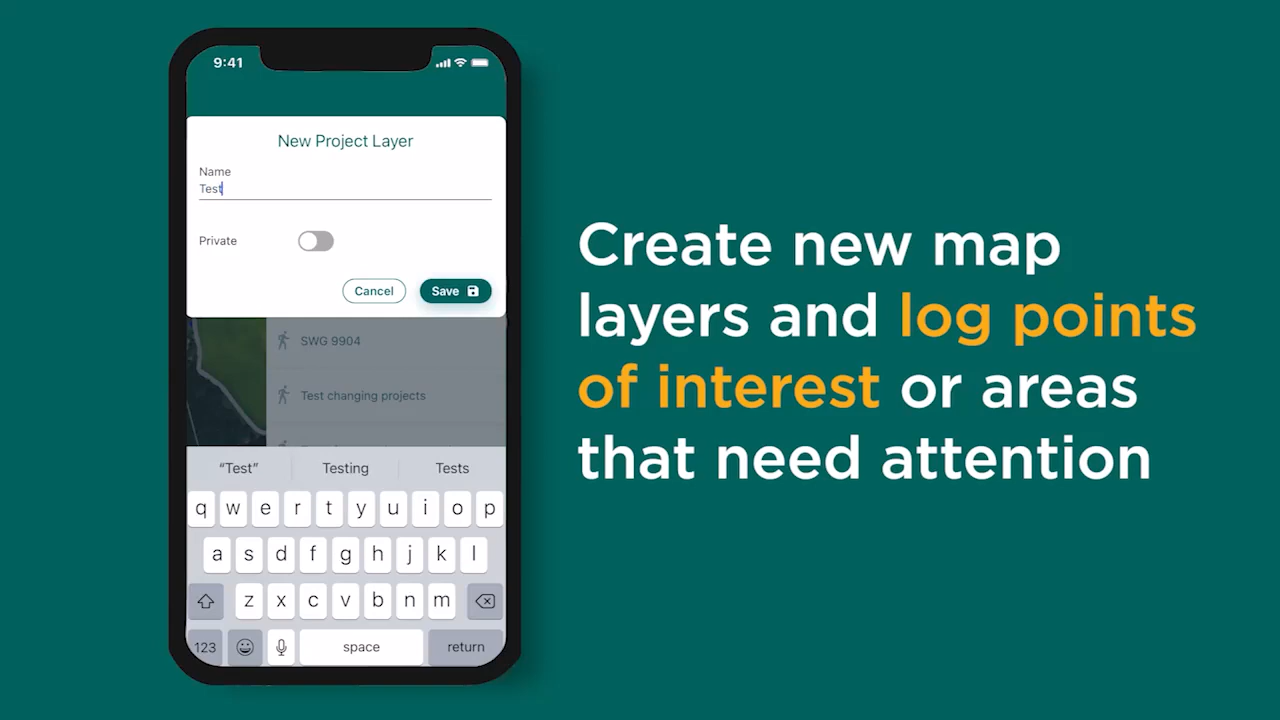 9:41
New Project Layer
Name
Test
Private
Cancel
Save
SWG 9904
Test changing projects
“Test”
Testing
Tests
q w e r t y u i o p
a s d f g h j k l
z x c v b n m
123
space
return
Create new map
layers and log points
of interest or areas
that need attention